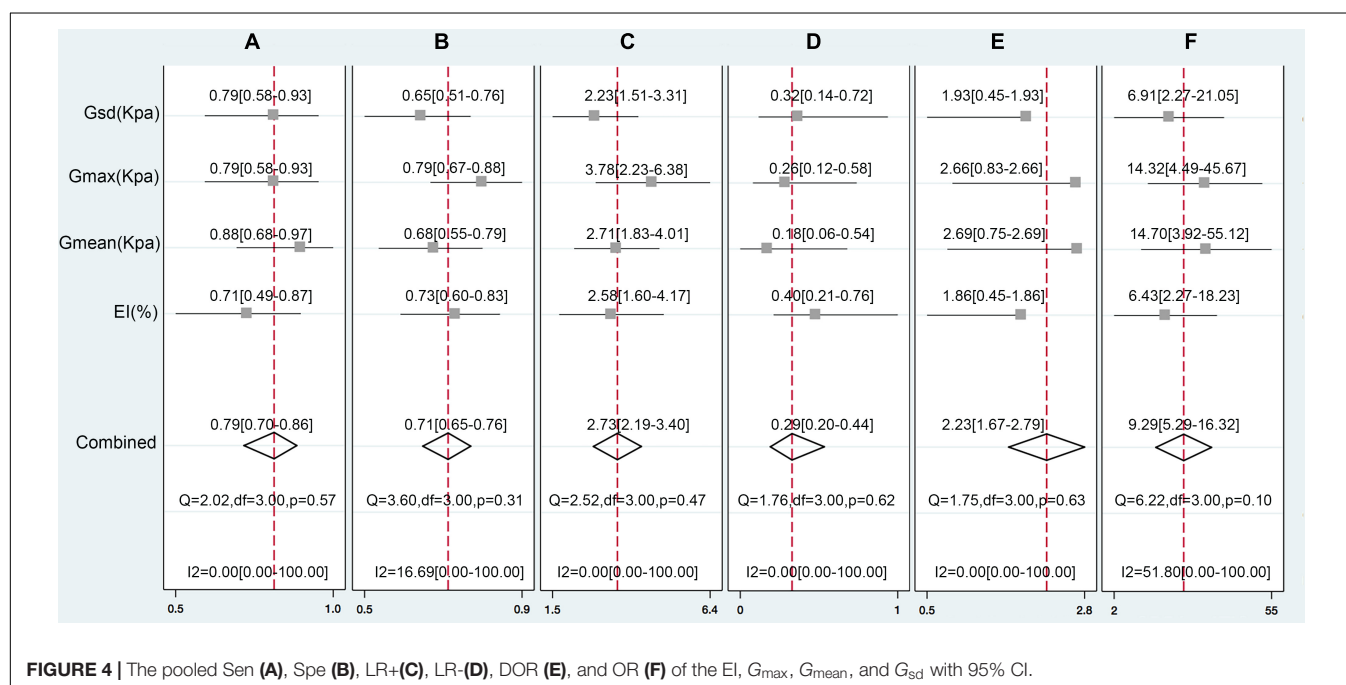 A B C D E F
Gsd(Kpa) 0.79[0.58-0.93] 0.65[0.51-0.76] 2.23[1.51-3.31] 0.32[0.14-0.72] 1.93[0.45-1.93] 6.91[2.27-21.05]
Gmax(Kpa) 0.79[0.58-0.93] 0.79[0.67-0.88] 3.78[2.23-6.38] 0.26[0.12-0.58] 2.66[0.83-2.66] 14.32[4.49-45.67]
Gmean(Kpa) 0.88[0.68-0.97] 0.68[0.55-0.79] 2.71[1.83-4.01] 0.18[0.06-0.54] 2.69[0.75-2.69] 14.70[3.92-55.12]
EI(%) 0.71[0.49-0.87] 0.73[0.60-0.83] 2.58[1.60-4.17] 0.40[0.21-0.76] 1.86[0.45-1.86] 6.43[2.27-18.23]
Combined 0.79[0.70-0.86] 0.71[0.65-0.76] 2.73[2.19-3.40] 0.29[0.20-0.44] 2.23[1.67-2.79] 9.29[5.29-16.32]
Q=2.02,df=3.00,p=0.57 Q=3.60,df=3.00,p=0.31 Q=2.52,df=3.00,p=0.47 Q=1.76,df=3.00,p=0.62 Q=1.75,df=3.00,p=0.63 Q=6.22,df=3.00,p=0.10
I2=0.00[0.00-100.00] I2=16.69[0.00-100.00] I2=0.00[0.00-100.00] I2=0.00[0.00-100.00] I2=0.00[0.00-100.00] I2=51.80[0.00-100.00]
0.5 1.0 0.5 0.9 1.5 6.4 0 1 0.5 2.8 2 55
FIGURE 4 | The pooled Sen (A), Spe (B), LR+(C), LR-(D), DOR (E), and OR (F) of the EI, Gmax, Gmean, and Gsd with 95% CI.